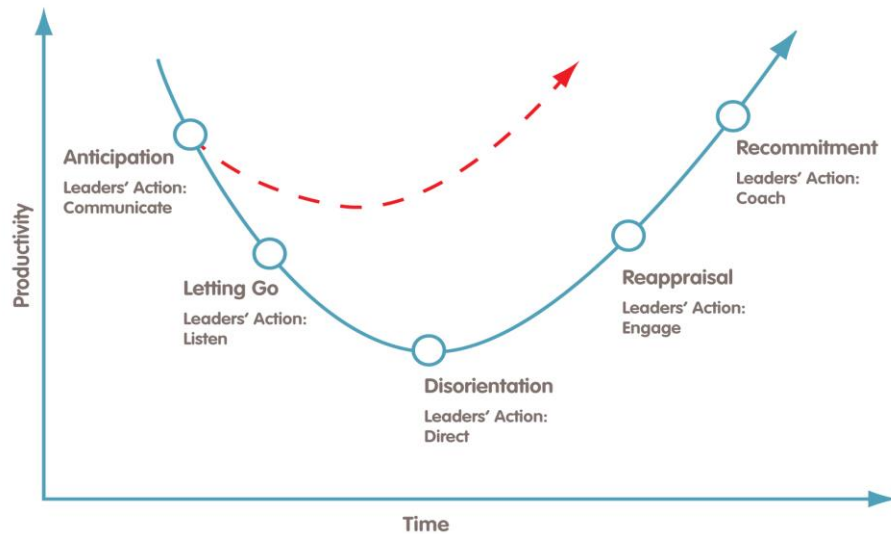 Anticipation
Leaders’ Action:
Communicate
Letting Go
Leaders’ Action:
Listen
Disorientation
Leaders’ Action:
Direct
Reappraisal
Leaders’ Action:
Engage
Recommitment
Leaders’ Action:
Coach
Productivity
Time